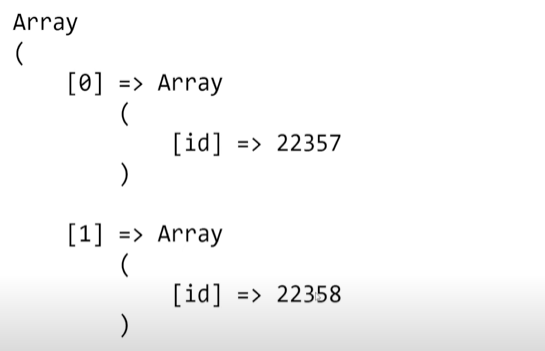 Array
(
    [0] => Array
        (
            [id] => 22357
        )
    [1] => Array
        (
            [id] => 22358
        )